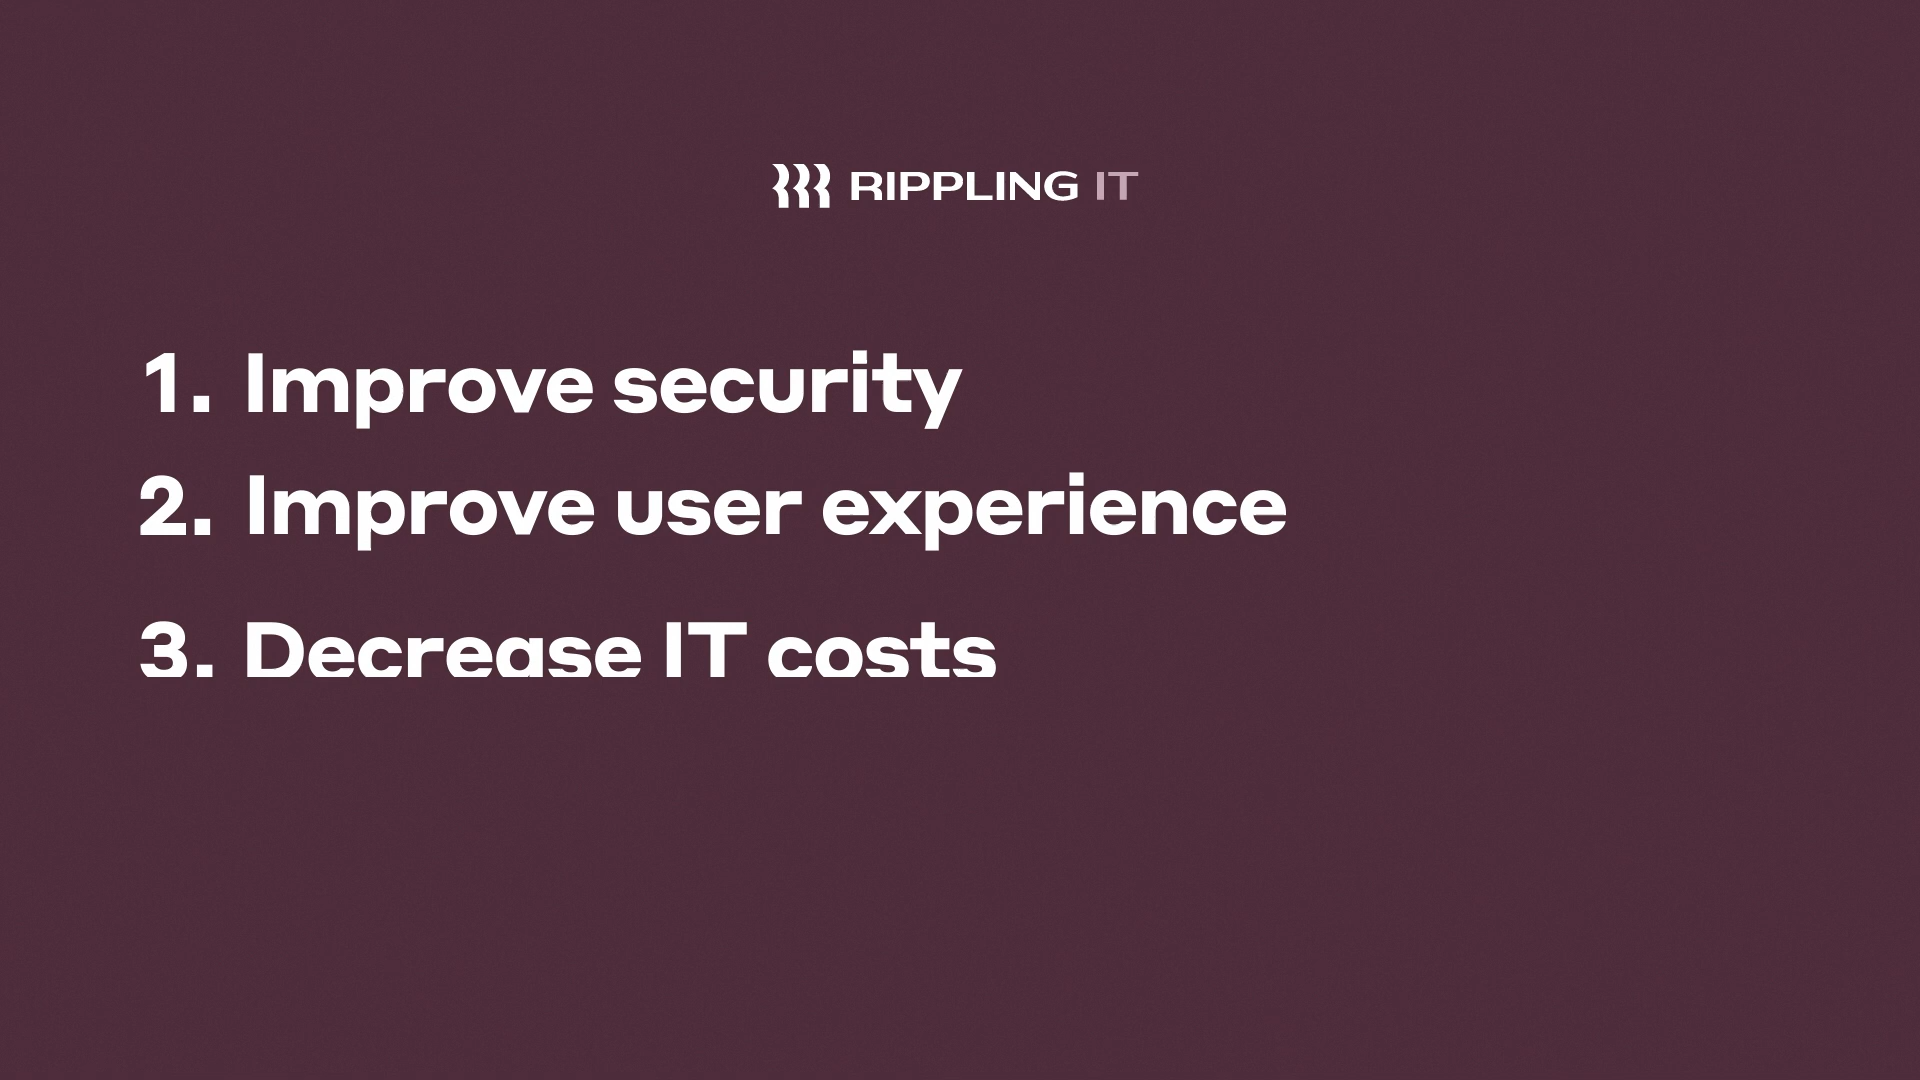 RIPPLING IT
1. Improve security
2. Improve user experience
3. Decrease IT costs